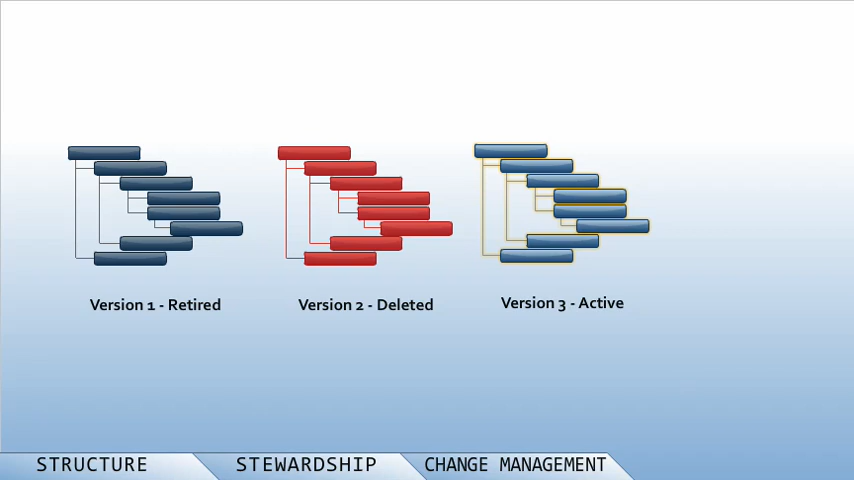 Version 1 - Retired
Version 2 - Deleted
Version 3 - Active
STRUCTURE
STEWARDSHIP
CHANGE MANAGEMENT